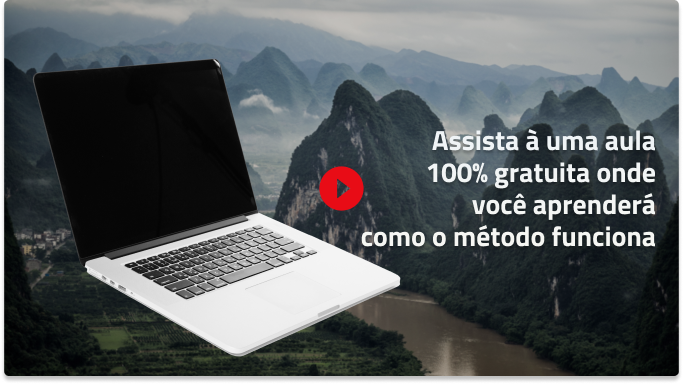 Assista à uma aula
100% gratuita onde
você aprenderá
como o método funciona